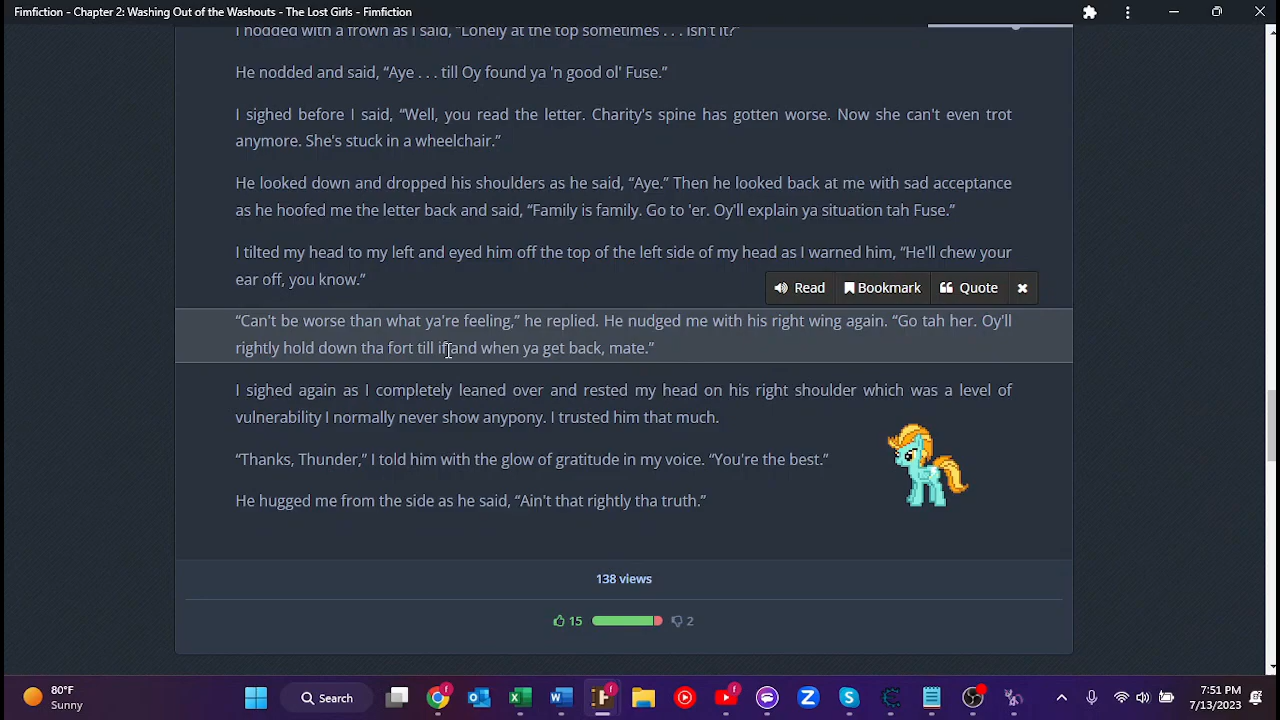 Fimfiction - Chapter 2: Washing Out of the Washouts - The Lost Girls - Fimfiction
I nodded with a frown as I said, “Lonely at the top sometimes . . . Isn't it?”
He nodded and said, “Aye . . . till Oy found ya 'n good ol' Fuse.”
I sighed before I said, “Well, you read the letter. Charity's spine has gotten worse. Now she can't even trot
anymore. She's stuck in a wheelchair.”
He looked down and dropped his shoulders as he said, “Aye.” Then he looked back at me with sad acceptance
as he hoofed me the letter back and said, “Family is family. Go to 'er. Oy'll explain ya situation tah Fuse.”
I tilted my head to my left and eyed him off the top of the left side of my head as I warned him, “He'll chew your
ear off, you know.”
Read Bookmark Quote
“Can't be worse than what ya're feeling,” he replied. He nudged me with his right wing again. “Go tah her. Oy'll
rightly hold down tha fort till if and when ya get back, mate.”
I sighed again as I completely leaned over and rested my head on his right shoulder which was a level of
vulnerability I normally never show anypony. I trusted him that much.
“Thanks, Thunder,” I told him with the glow of gratitude in my voice. “You're the best.”
He hugged me from the side as he said, “Ain't that rightly tha truth.”
138 views
15 2
80°F
Sunny
Search
7:51 PM
7/13/2023